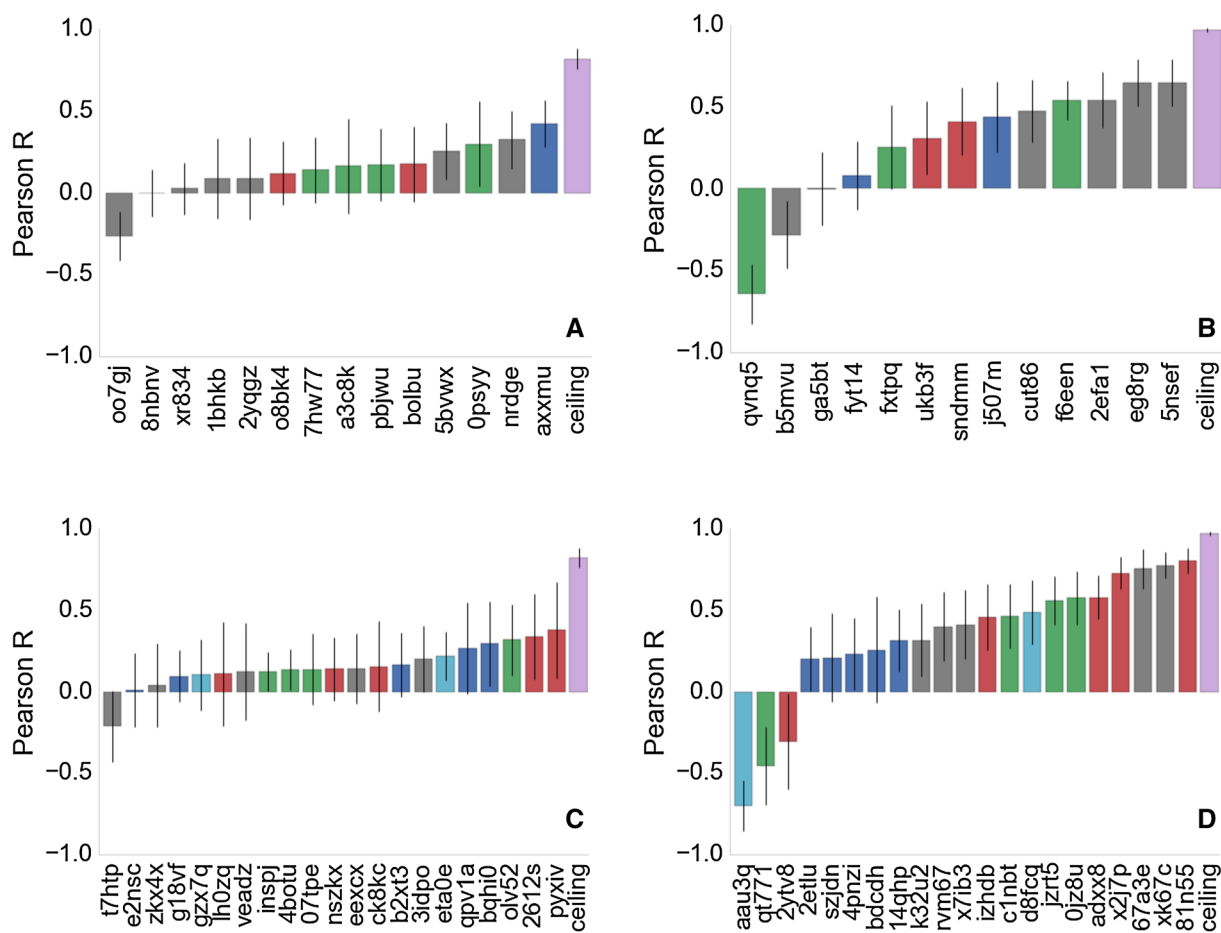 1.0
0.5
0.0
−0.5
−1.0
Pearson R
A
oo7gj
8nbnv
xr834
1bhkb
2yqgz
o8bk4
7hw77
a3c8k
pbjwu
bolbu
5bvwx
0psyy
nrdge
axxmu
ceiling
1.0
0.5
0.0
−0.5
−1.0
Pearson R
B
qvnq5
b5mvu
ga5bt
fyt14
fxtpq
ukb3f
sndmm
j507m
cut86
f6een
2efa1
eg8rg
5nsef
ceiling
1.0
0.5
0.0
−0.5
−1.0
Pearson R
C
t7htp
e2nsc
zkx4x
g18vf
gzx7q
lh0zq
veadz
inspj
4botu
07tpe
nszkx
eexcx
ck8kc
b2xt3
3idpo
eta0e
qpv1a
bqhi0
olv52
2612s
pyxiv
ceiling
1.0
0.5
0.0
−0.5
−1.0
Pearson R
D
aau3q
qt771
2ytv8
2etlu
szjdn
4pnzi
bdcdh
14qhp
k32u2
rvm67
x7ib3
izhdb
c1nbt
d8fcq
jzrt5
0jz8u
adxx8
x2j7p
67a3e
xk67c
81n55
ceiling